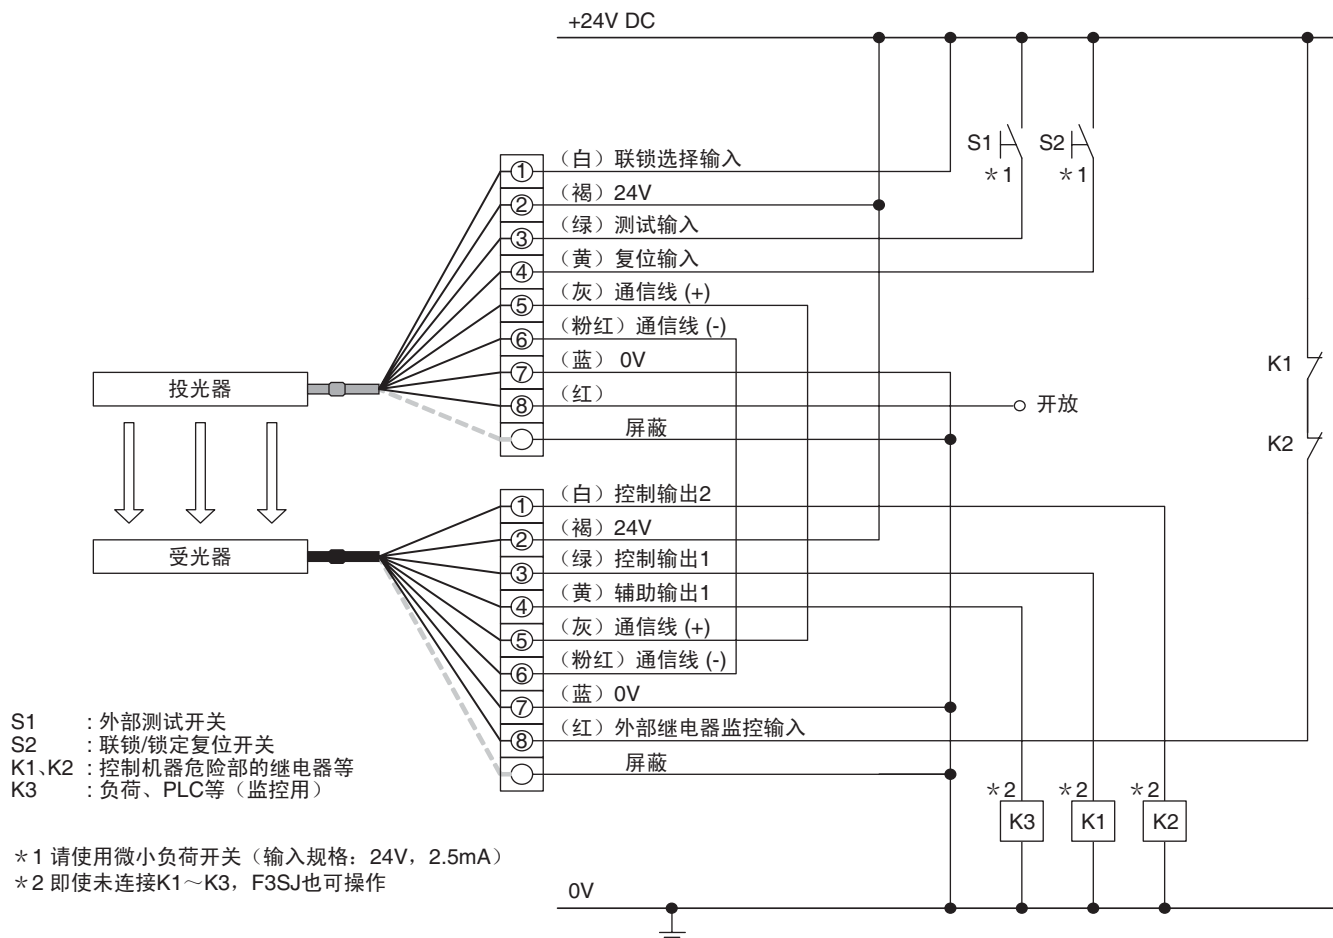 +24V DC
S1
*1
S2
*1
① （白）联锁选择输入
② （褐）24V
③ （绿）测试输入
④ （黄）复位输入
⑤ （灰）通信线 (+)
⑥ （粉红）通信线 (-)
⑦ （蓝） 0V
⑧ （红）
开放
屏蔽
投光器
K1
K2
① （白）控制输出2
② （褐）24V
③ （绿）控制输出1
④ （黄）辅助输出1
⑤ （灰）通信线 (+)
⑥ （粉红）通信线 (-)
⑦ （蓝）0V
⑧ （红）外部继电器监控输入
屏蔽
受光器
*2
K3
*2
K1
*2
K2
0V
S1 : 外部测试开关
S2 : 联锁/锁定复位开关
K1、K2 : 控制机器危险部的继电器等
K3 : 负荷、PLC等（监控用）
*1 请使用微小负荷开关（输入规格：24V，2.5mA）
*2 即使未连接K1～K3，F3SJ也可操作